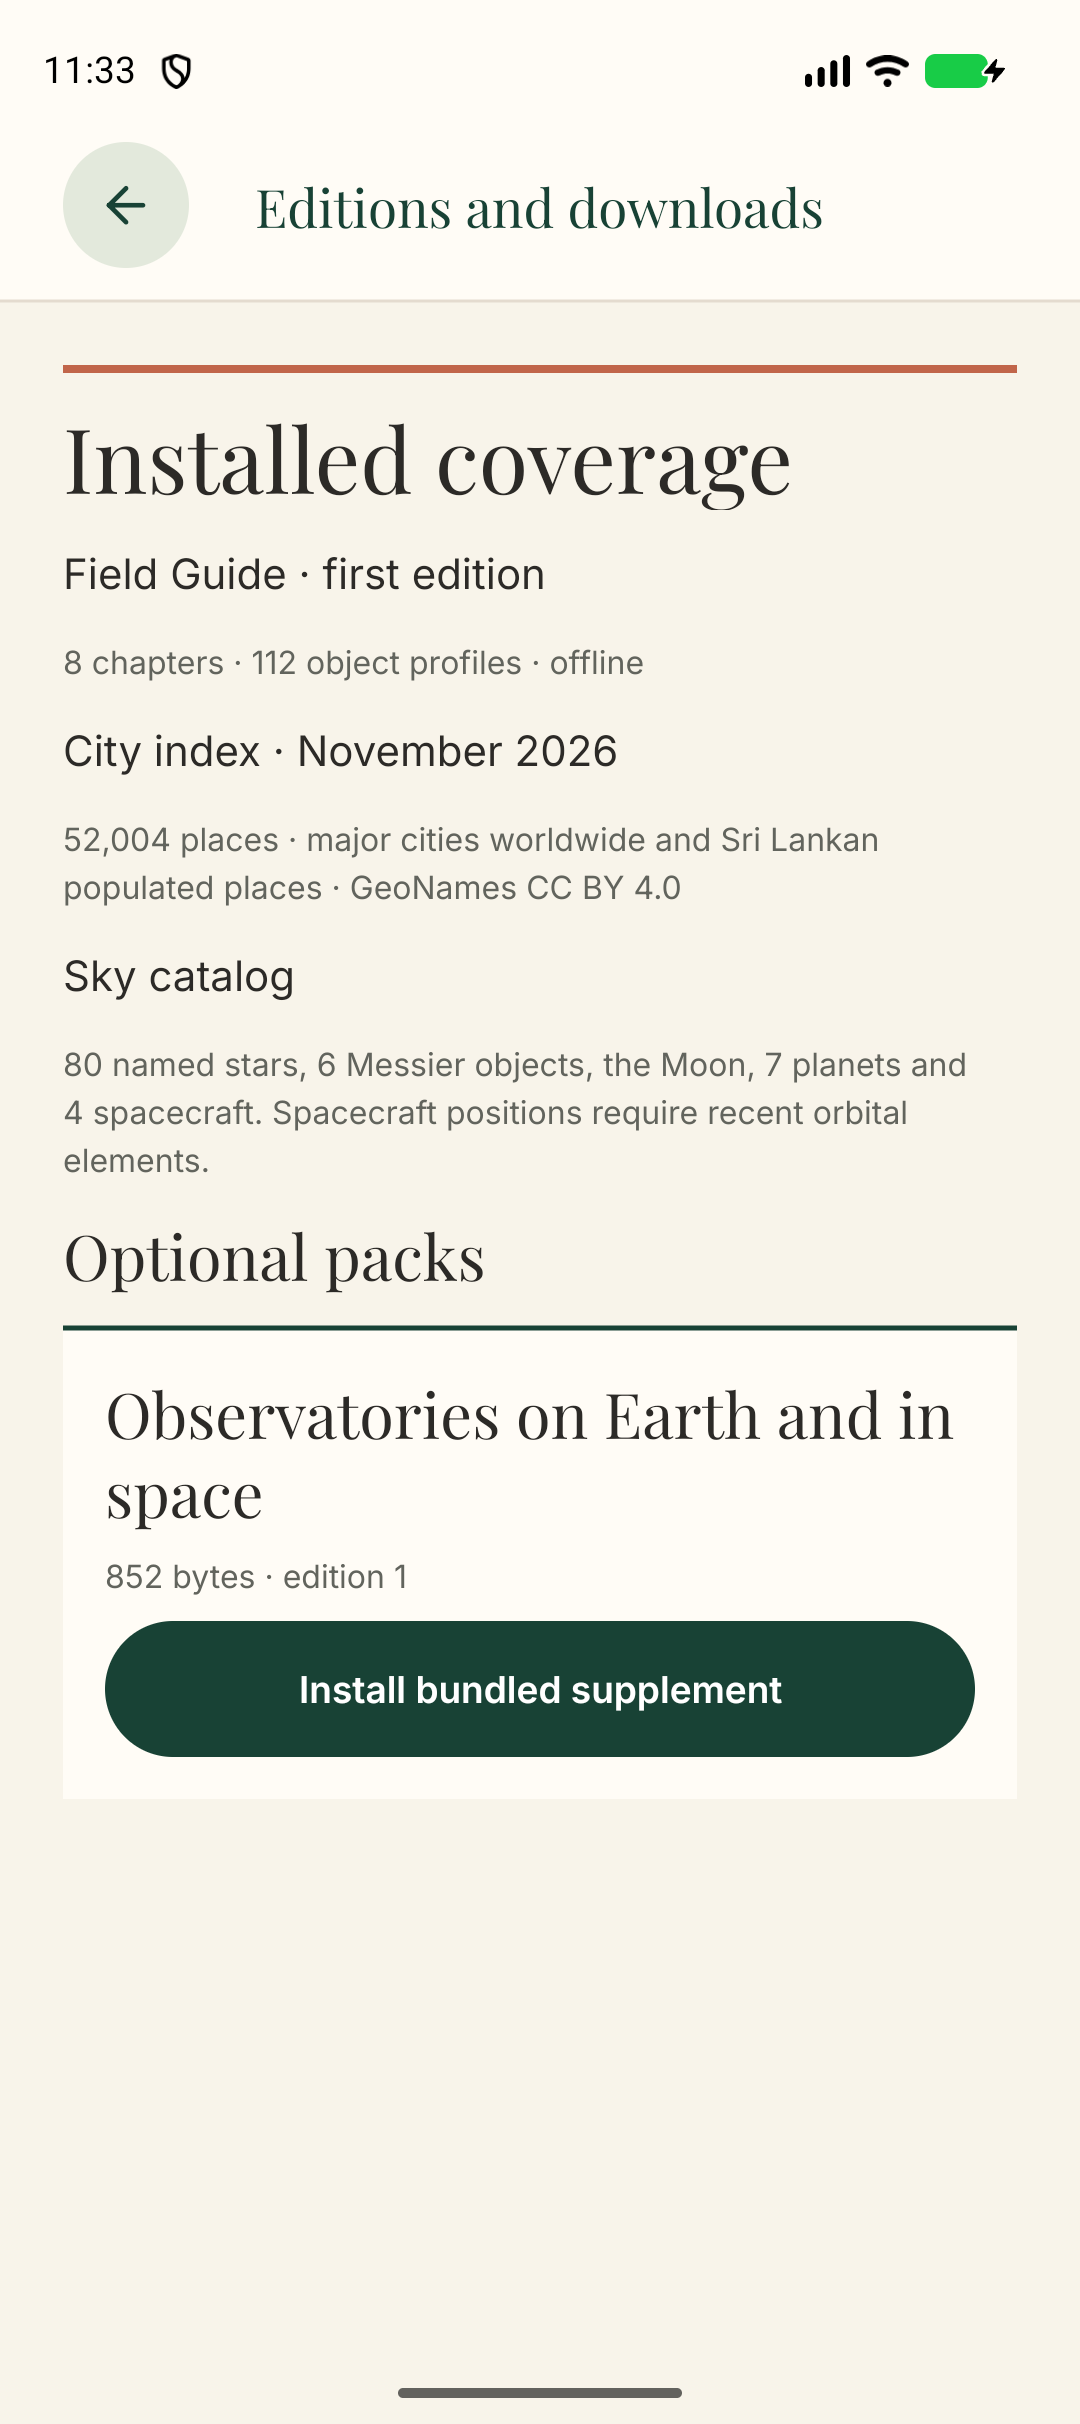 11:33
Editions and downloads
Installed coverage
Field Guide · first edition
8 chapters · 112 object profiles · offline
City index · November 2026
52,004 places · major cities worldwide and Sri Lankan
populated places · GeoNames CC BY 4.0
Sky catalog
80 named stars, 6 Messier objects, the Moon, 7 planets and
4 spacecraft. Spacecraft positions require recent orbital
elements.
Optional packs
Observatories on Earth and in
space
852 bytes · edition 1
Install bundled supplement